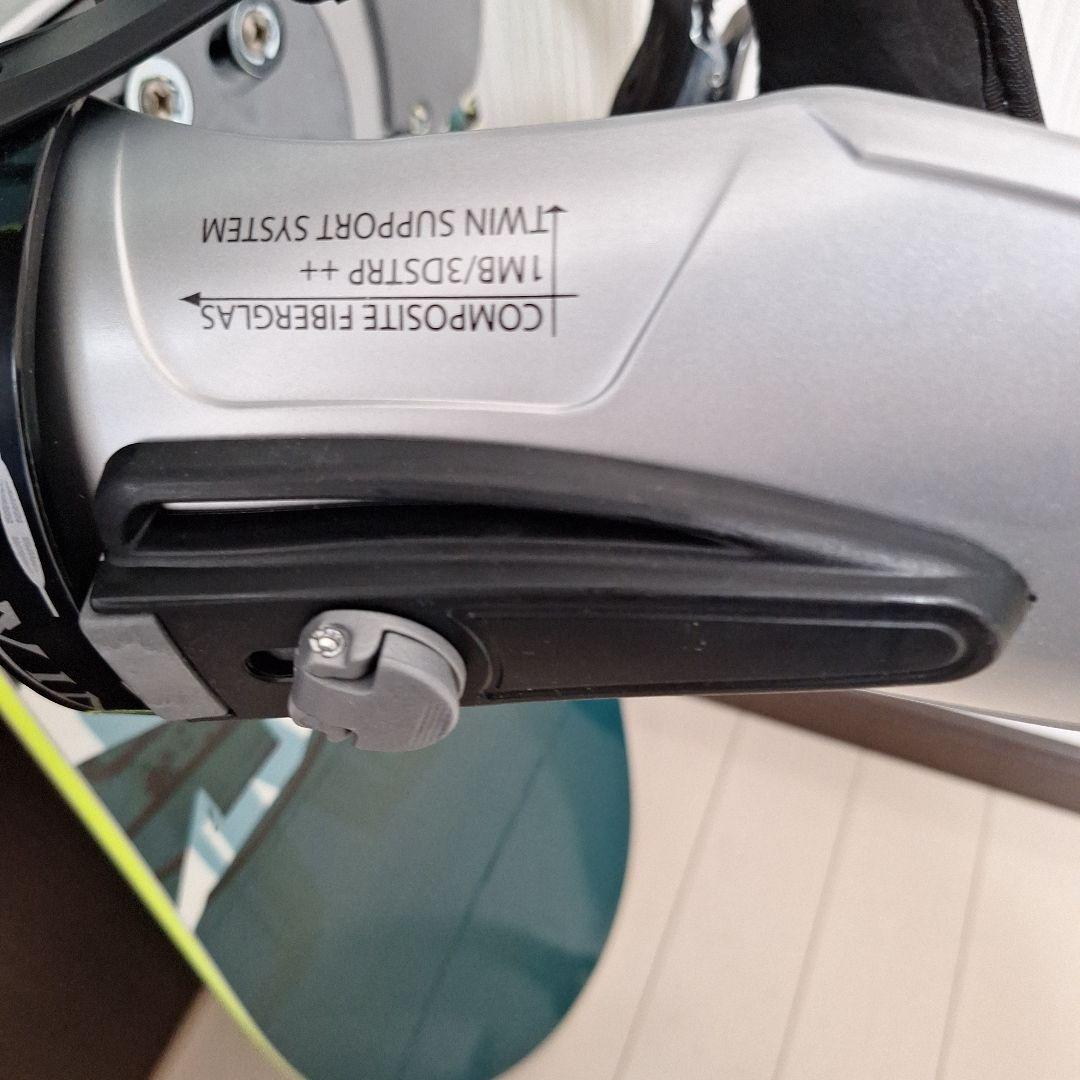 COMPOSITE FIBERGLAS
1MB/3DSTRP ++
TWIN SUPPORT SYSTEM